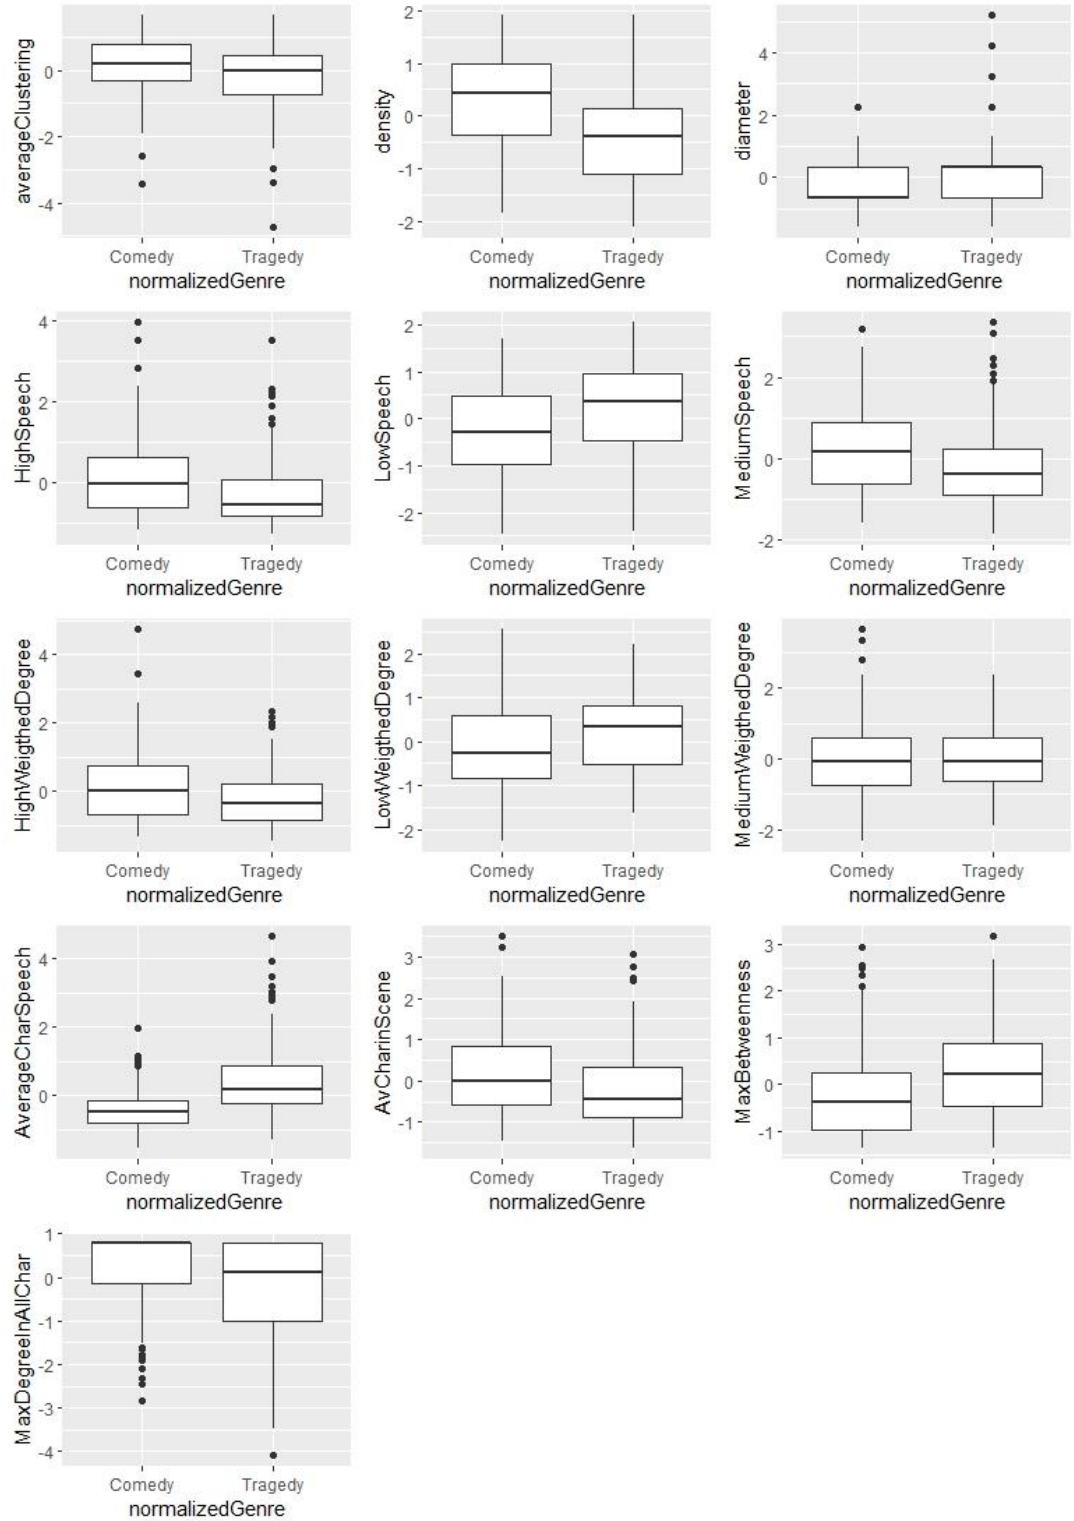 averageClustering
0
-2
-4
Comedy Tragedy
normalizedGenre
density
2
1
0
-1
-2
Comedy Tragedy
normalizedGenre
diameter
4
2
0
Comedy Tragedy
normalizedGenre
HighSpeech
4
2
0
Comedy Tragedy
normalizedGenre
LowSpeech
2
1
0
-1
-2
Comedy Tragedy
normalizedGenre
MediumSpeech
2
0
-2
Comedy Tragedy
normalizedGenre
HighWeigthedDegree
4
2
0
Comedy Tragedy
normalizedGenre
LowWeigthedDegree
2
1
0
-1
-2
Comedy Tragedy
normalizedGenre
MediumWeigthedDegree
2
0
-2
Comedy Tragedy
normalizedGenre
AverageCharSpeech
4
2
0
Comedy Tragedy
normalizedGenre
AvCharinScene
3
2
1
0
-1
Comedy Tragedy
normalizedGenre
MaxBetweenness
3
2
1
0
-1
Comedy Tragedy
normalizedGenre
MaxDegreeInAllChar
1
0
-1
-2
-3
-4
Comedy Tragedy
normalizedGenre